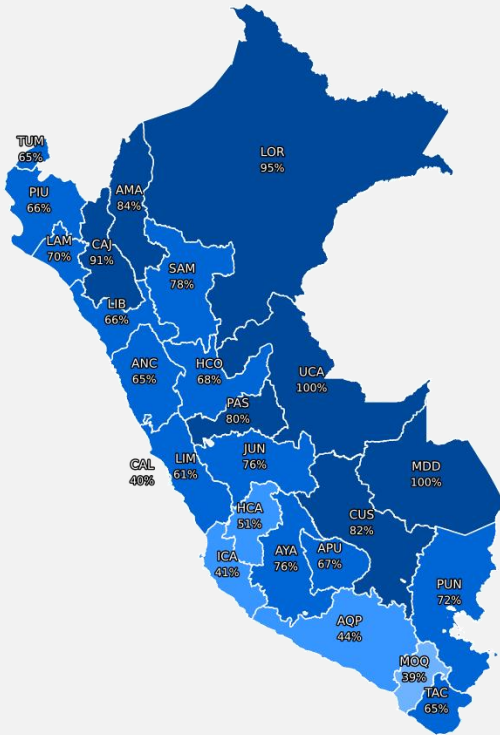 TUM
65%
LOR
95%
PIU
66%
AMA
84%
LAM
70%
CAJ
91%
SAM
78%
LIB
66%
ANC
65%
HCO
68%
UCA
100%
PAS
80%
CAL
40%
LIM
61%
JUN
76%
MDD
100%
HCA
51%
CUS
82%
ICA
41%
AYA
76%
APU
67%
PUN
72%
AQP
44%
MOQ
39%
TAC
65%